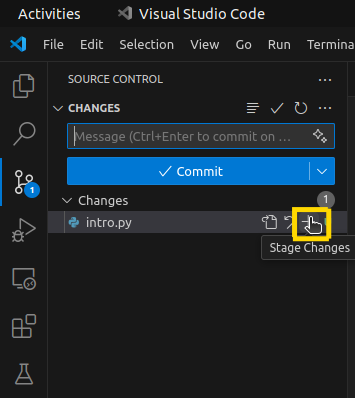 Activities Visual Studio Code
File Edit Selection View Go Run Termina
SOURCE CONTROL
CHANGES
Message (Ctrl+Enter to commit on ...
Commit
Changes 1
intro.py
Stage Changes
1